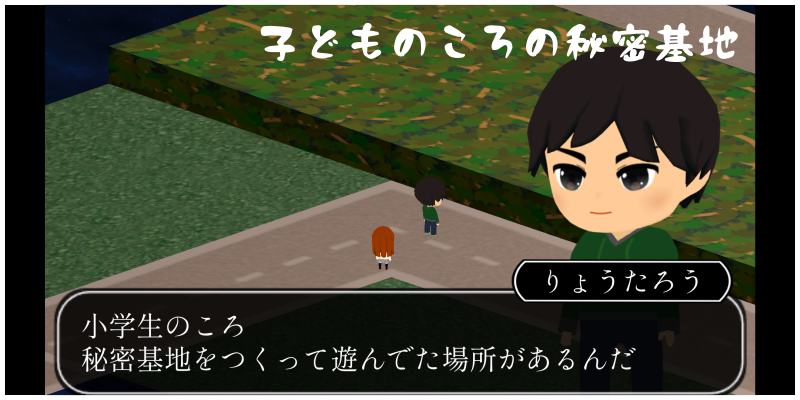 子どものころの秘密基地
りょうたろう
小学生のころ
秘密基地をつくって遊んでた場所があるんだ